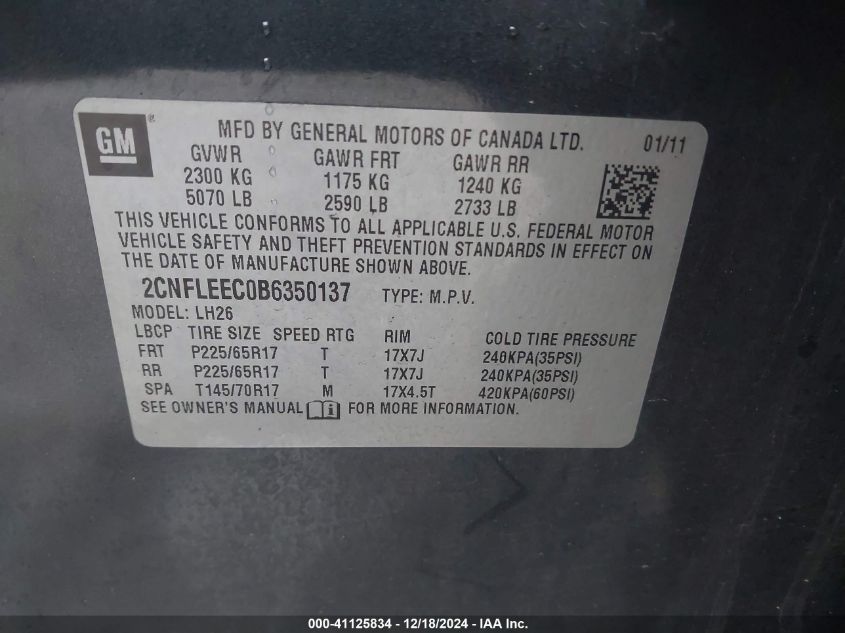 GM ® MFD BY GENERAL MOTORS OF CANADA LTD. 01/11
GVWR GAWR FRT GAWR RR
2300 KG 1175 KG 1240 KG
5070 LB 2590 LB 2733 LB
THIS VEHICLE CONFORMS TO ALL APPLICABLE U.S. FEDERAL MOTOR
VEHICLE SAFETY AND THEFT PREVENTION STANDARDS IN EFFECT ON
THE DATE OF MANUFACTURE SHOWN ABOVE.
2CNFLEEC0B6350137 TYPE: M.P.V.
MODEL: LH26
LBCP TIRE SIZE SPEED RTG RIM COLD TIRE PRESSURE
FRT P225/65R17 T 17X7J 240KPA(35PSI)
RR P225/65R17 T 17X7J 240KPA(35PSI)
SPA T145/70R17 M 17X4.5T 420KPA(60PSI)
SEE OWNER'S MANUAL FOR MORE INFORMATION.
000-41125834 - 12/18/2024 - IAA Inc.